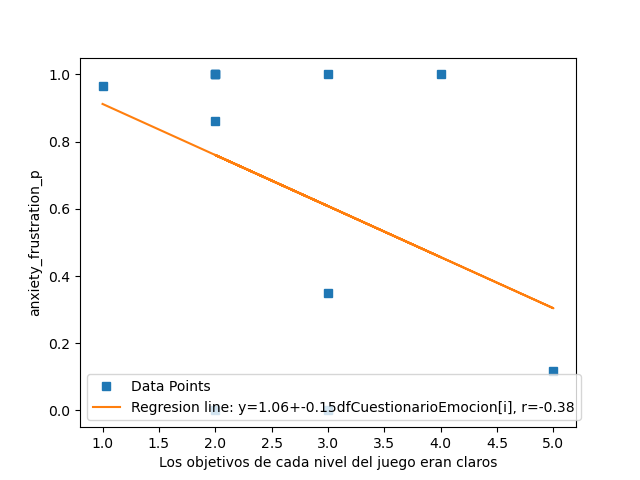 1.0
0.8
0.6
0.4
0.2
0.0
anxiety_frustration_p
Data Points
Regresion line: y=1.06+-0.15dfCuestionarioEmocion[i], r=-0.38
1.0 1.5 2.0 2.5 3.0 3.5 4.0 4.5 5.0
Los objetivos de cada nivel del juego eran claros